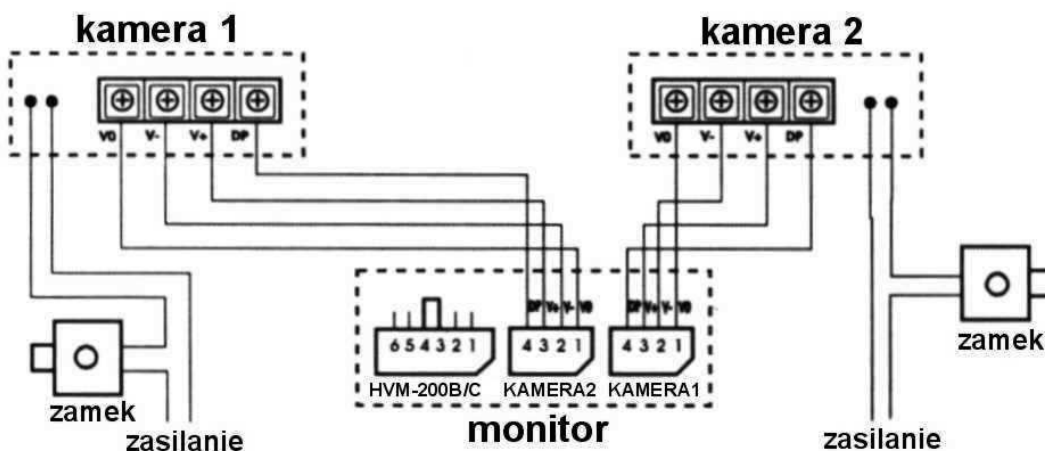 kamera 1
kamera 2
V0 V- V+ DP
V0 V- V+ DP
DP V+ V- V0
DP V+ V- V0
6 5 4 3 2 1
4 3 2 1
4 3 2 1
HVM-200B/C
KAMERA2
KAMERA1
zamek
zamek
monitor
zasilanie
zasilanie